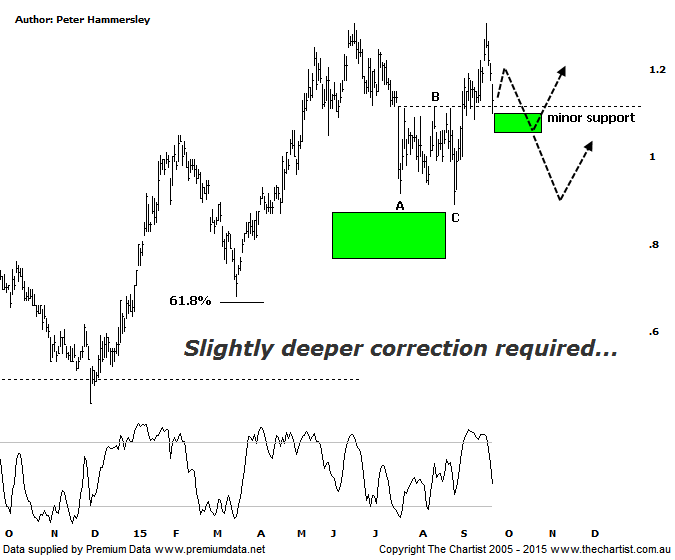 Author: Peter Hammersley
1.2
B
minor support
1
A
C
.8
61.8%
Slightly deeper correction required...
.6
O N D 15 F M A M J J A S O N D
Data supplied by Premium Data www.premiumdata.net Copyright The Chartist 2005 - 2015 www.thechartist.com.au